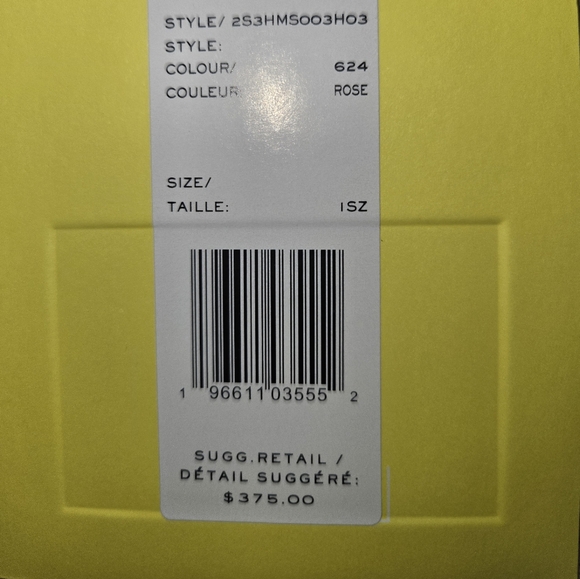 STYLE/ 2S3HMS003H03
STYLE:
COLOUR/ 624
COULEUR ROSE
SIZE/
TAILLE: 1SZ
1 96611 03555 2
SUGG.RETAIL /
DÉTAIL SUGGÉRÉ:
$375.00